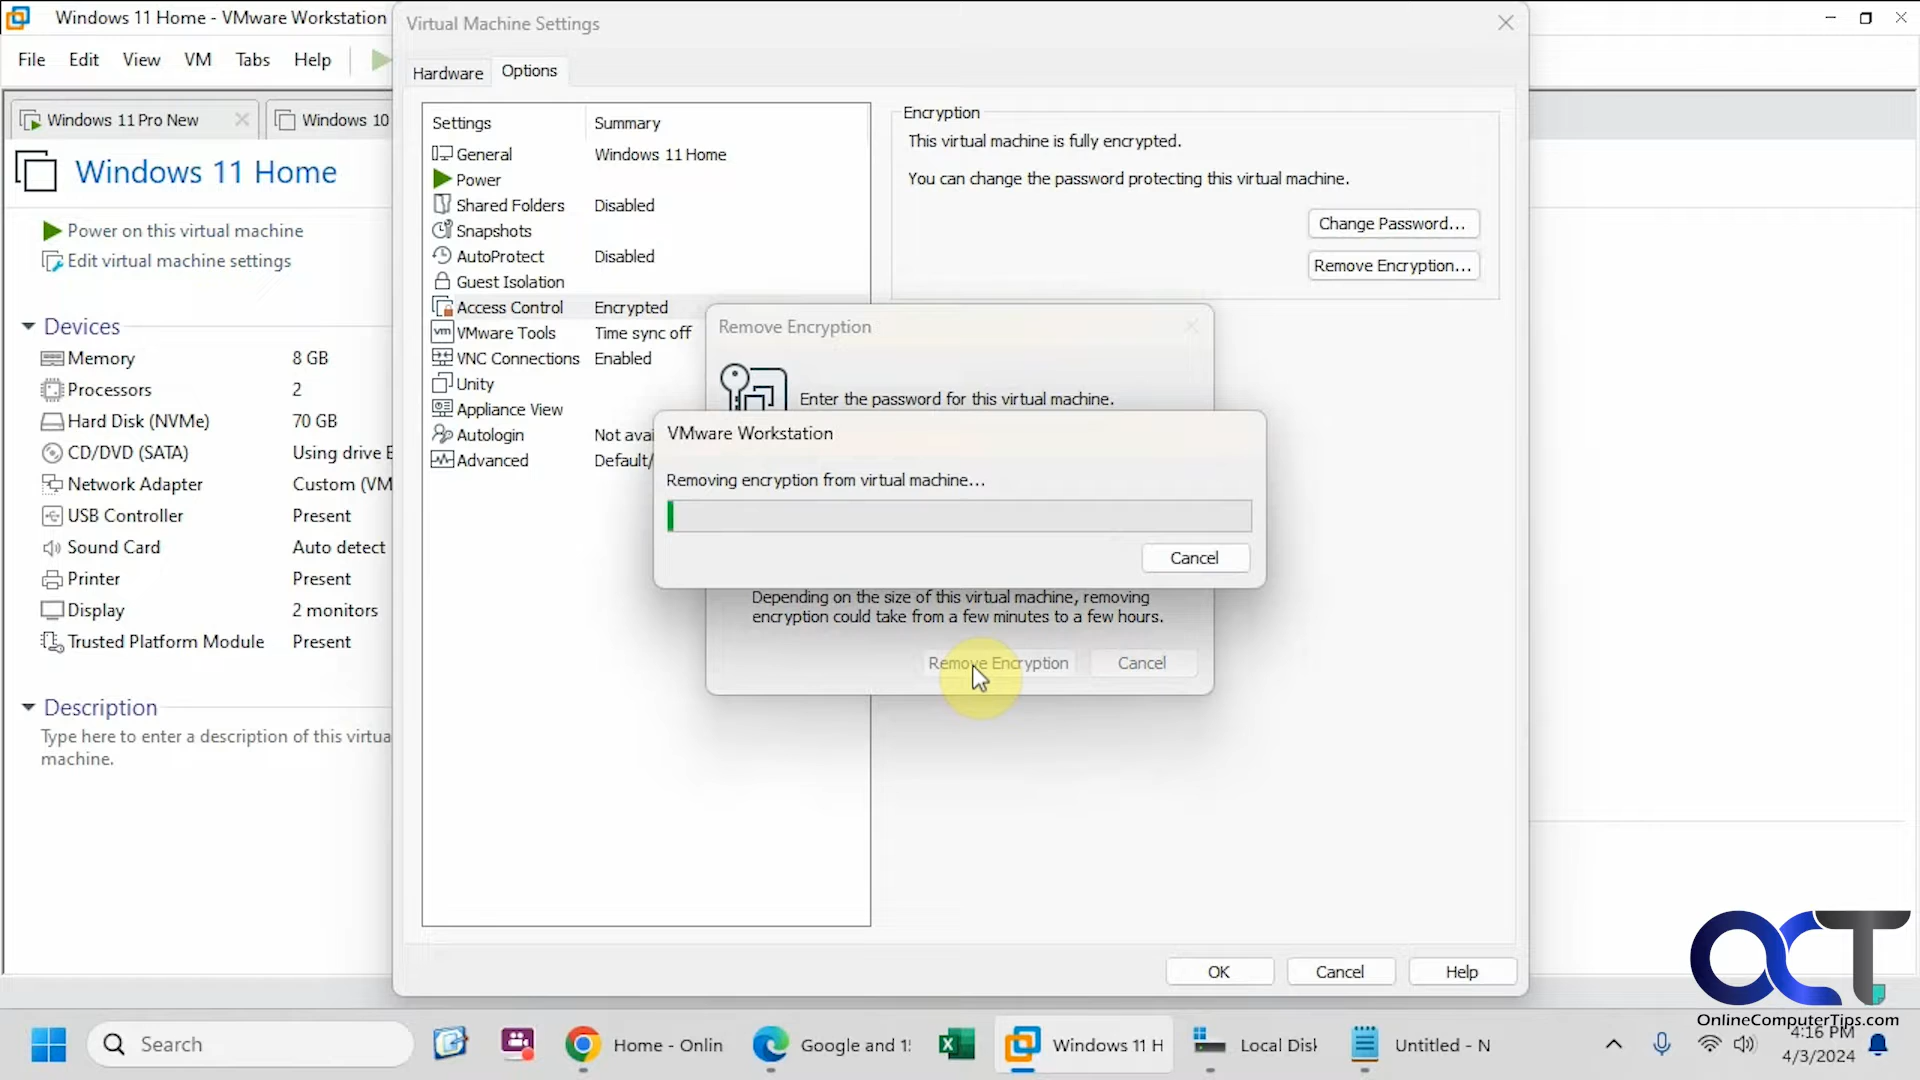 Windows 11 Home - VMware Workstation
File Edit View VM Tabs Help
Windows 11 Pro New
Windows 10
Windows 11 Home
Power on this virtual machine
Edit virtual machine settings
Devices
Memory 8 GB
Processors 2
Hard Disk (NVMe) 70 GB
CD/DVD (SATA) Using drive E
Network Adapter Custom (VM
USB Controller Present
Sound Card Auto detect
Printer Present
Display 2 monitors
Trusted Platform Module Present
Description
Type here to enter a description of this virtua
machine.
Virtual Machine Settings
Hardware Options
Settings Summary
General Windows 11 Home
Power
Shared Folders Disabled
Snapshots
AutoProtect Disabled
Guest Isolation
Access Control Encrypted
vm VMware Tools Time sync off
VNC Connections Enabled
Unity
Appliance View
Autologin Not avai
Advanced Default/
Encryption
This virtual machine is fully encrypted.
You can change the password protecting this virtual machine.
Change Password...
Remove Encryption...
Remove Encryption
Enter the password for this virtual machine.
VMware Workstation
Removing encryption from virtual machine...
Cancel
Depending on the size of this virtual machine, removing
encryption could take from a few minutes to a few hours.
Remove Encryption Cancel
OK Cancel Help
OCT
OnlineComputerTips.com
Search
Home - Onlin
Google and 1
Windows 11 H
Local Disk
Untitled - N
4:16 PM
4/3/2024